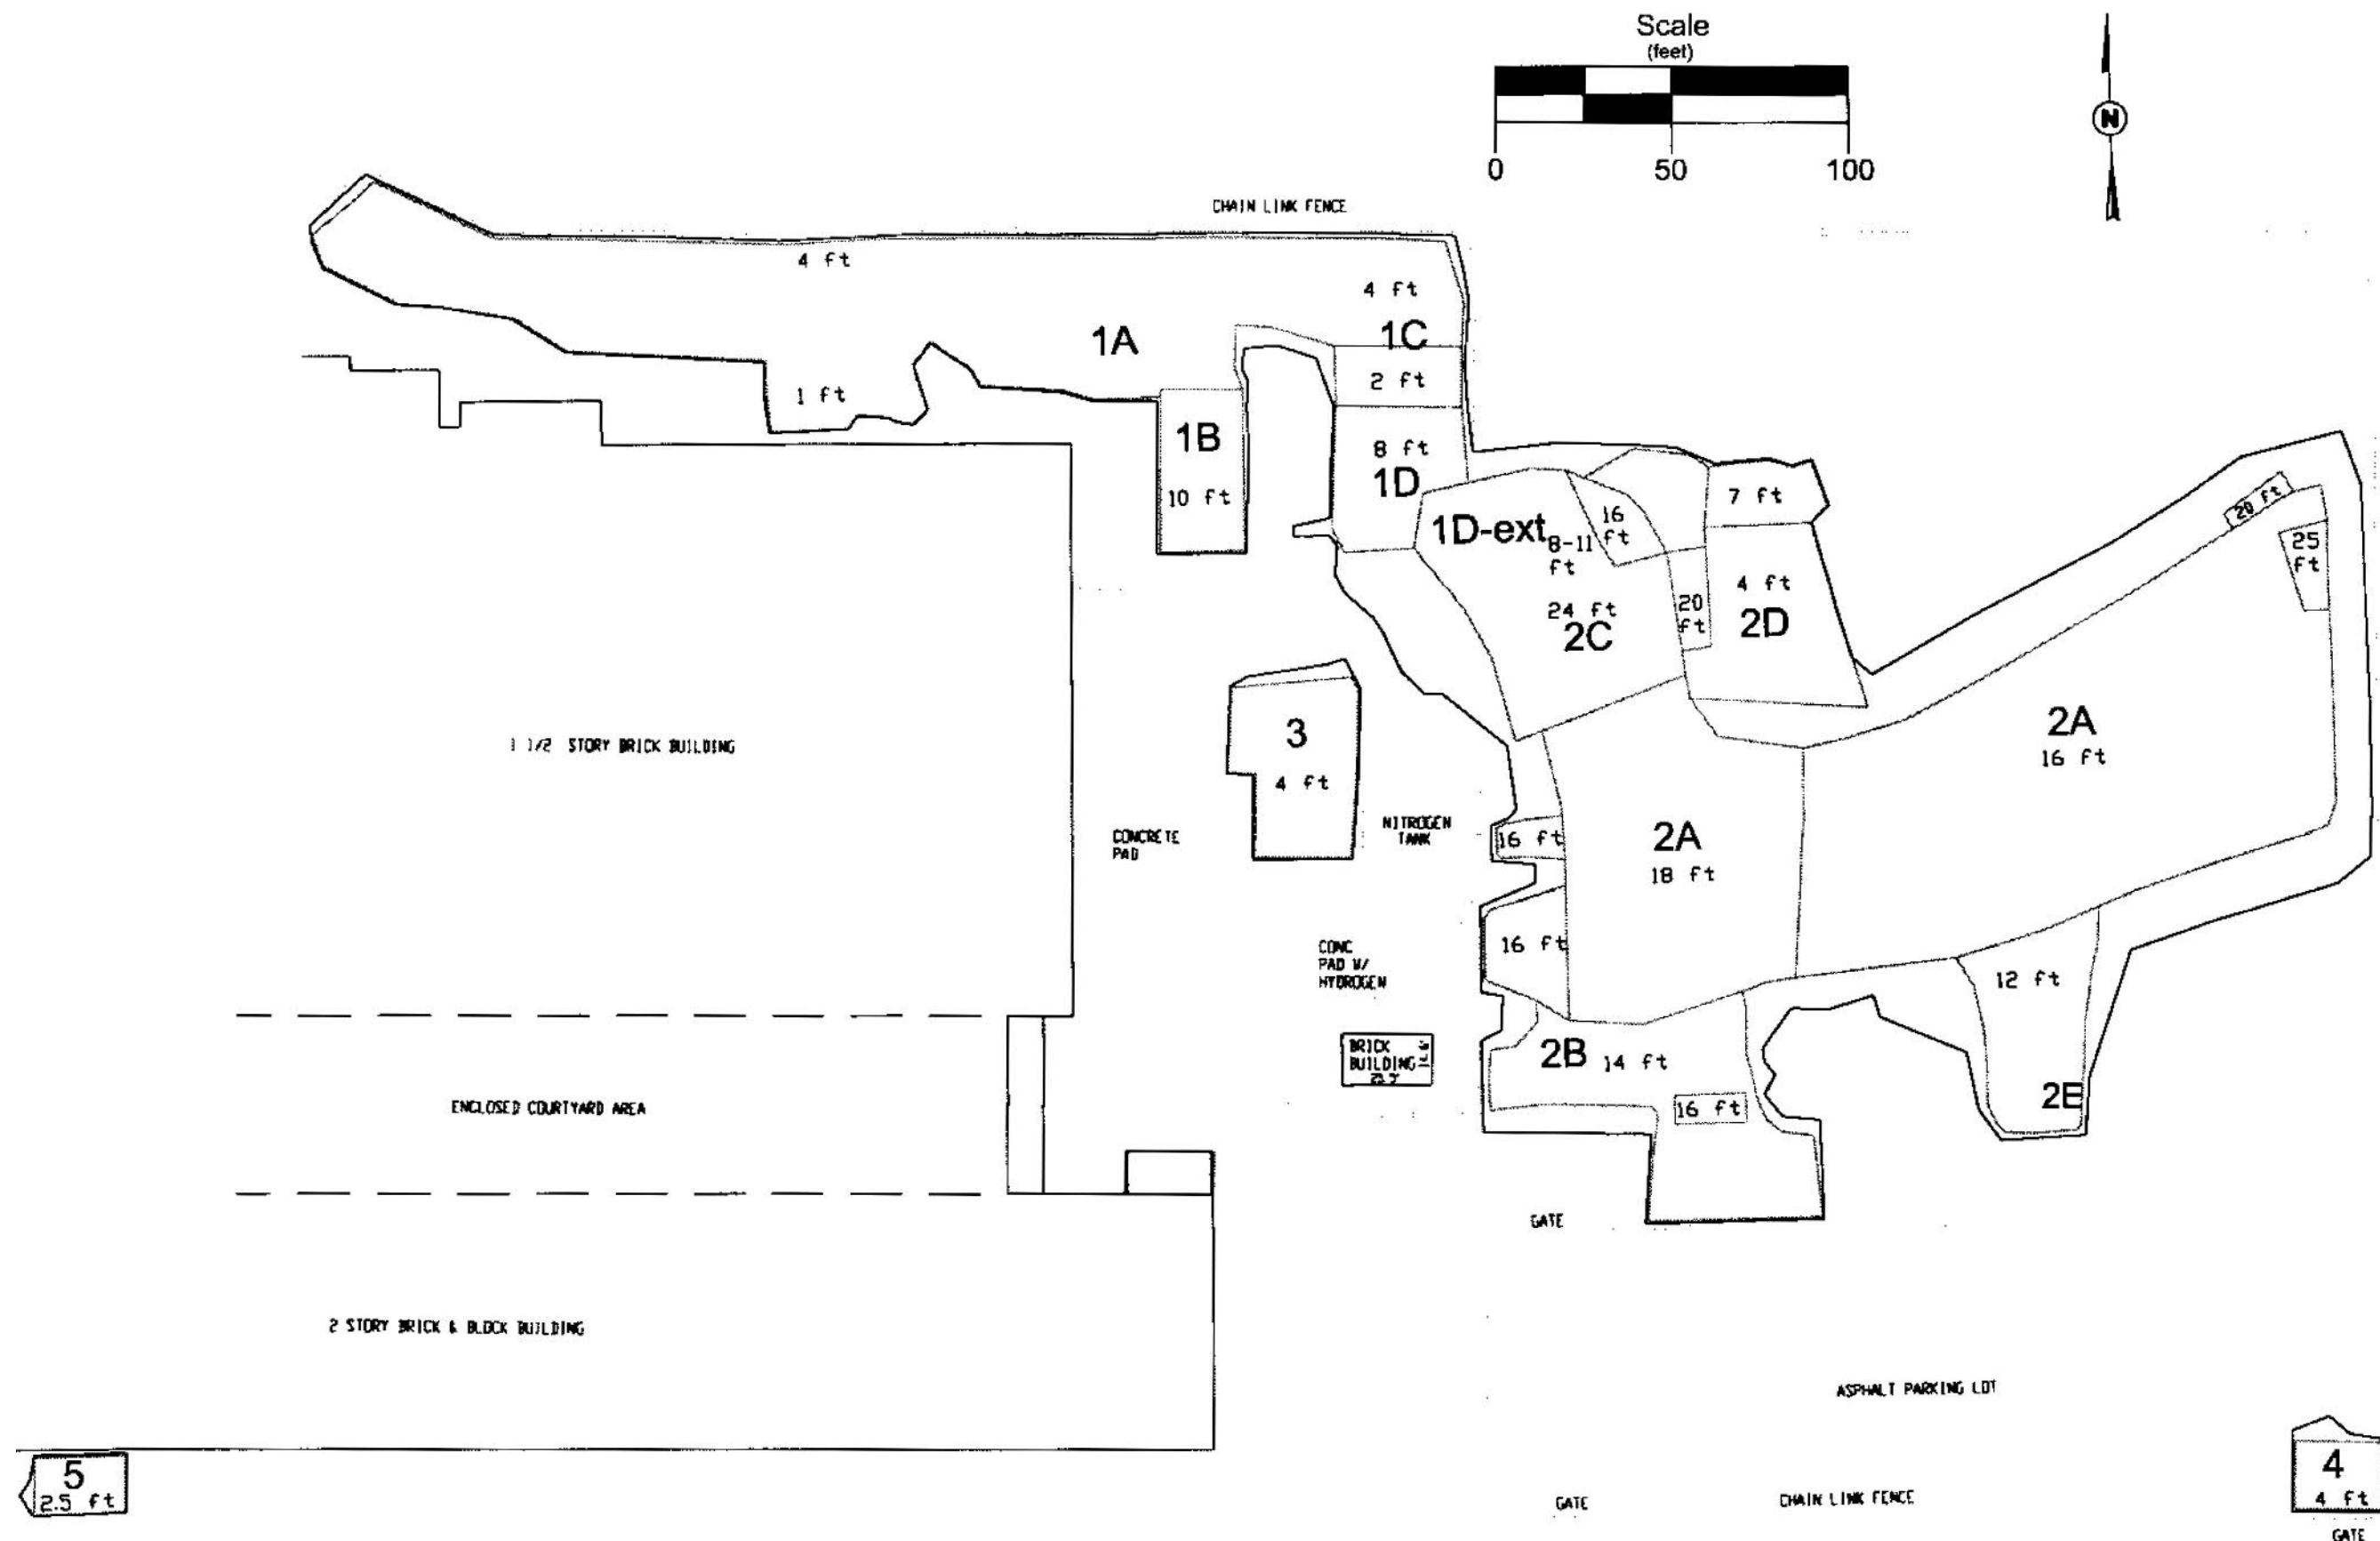 Scale
(feet)
0 50 100
N
CHAIN LINK FENCE
4 ft
4 ft
1A
1C
2 ft
1 ft
1B
10 ft
8 ft
1D
1D-ext
8-11
ft
16
ft
7 ft
20 ft
25
ft
4 ft
2D
20
ft
24 ft
2C
3
4 ft
2A
16 ft
1 1/2 STORY BRICK BUILDING
CONCRETE
PAD
NITROGEN
TANK
16 ft
2A
18 ft
16 ft
CONC
PAD W/
HYDROGEN
12 ft
BRICK
BUILDING
2B 14 ft
16 ft
2E
ENCLOSED COURTYARD AREA
GATE
2 STORY BRICK & BLOCK BUILDING
ASPHALT PARKING LOT
5
2.5 ft
4
4 ft
GATE
CHAIN LINK FENCE
GATE